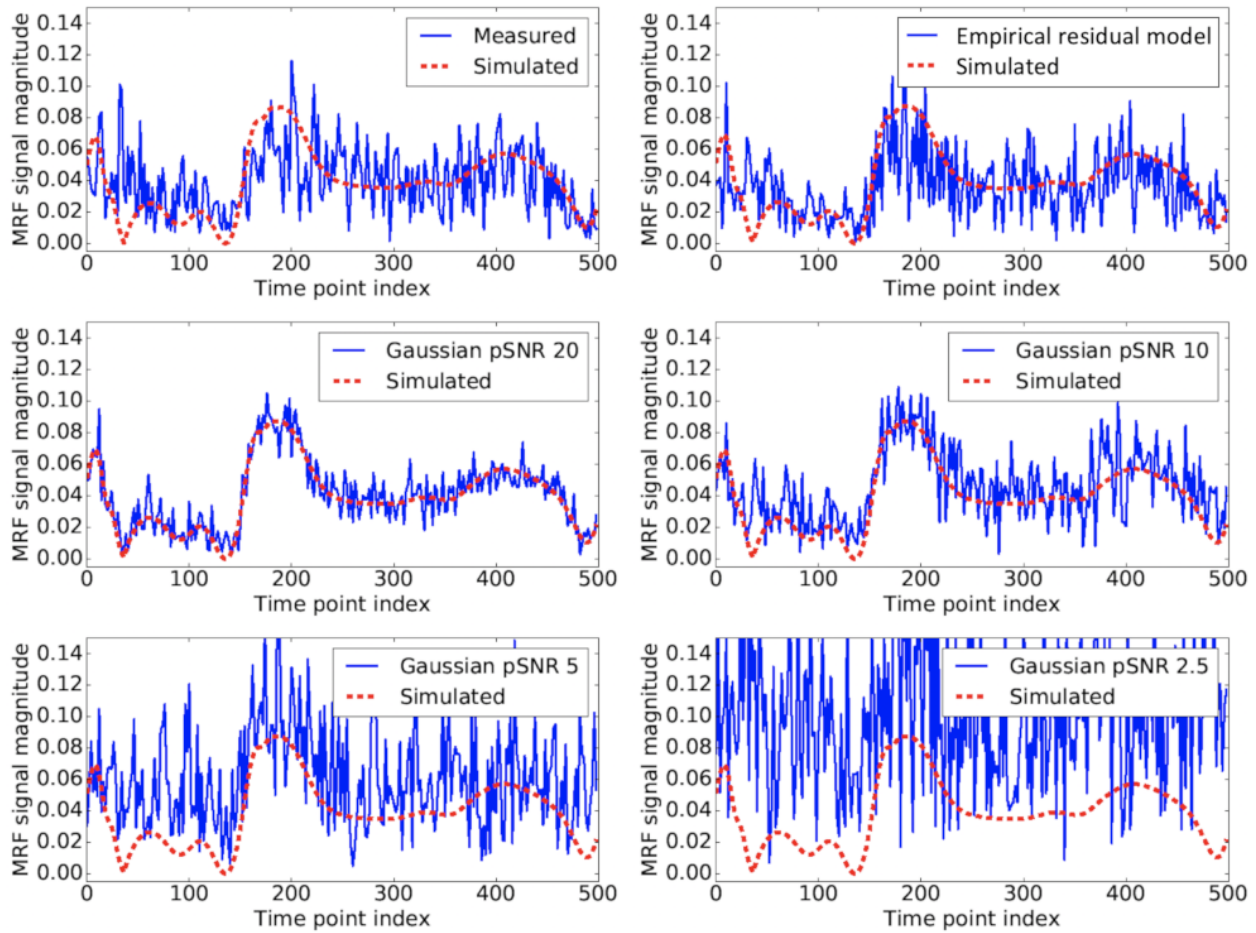 MRF signal magnitude
0.14
0.12
0.10
0.08
0.06
0.04
0.02
0.00
Measured
Simulated
0 100 200 300 400 500
Time point index
MRF signal magnitude
0.14
0.12
0.10
0.08
0.06
0.04
0.02
0.00
Empirical residual model
Simulated
0 100 200 300 400 500
Time point index
MRF signal magnitude
0.14
0.12
0.10
0.08
0.06
0.04
0.02
0.00
Gaussian pSNR 20
Simulated
0 100 200 300 400 500
Time point index
MRF signal magnitude
0.14
0.12
0.10
0.08
0.06
0.04
0.02
0.00
Gaussian pSNR 10
Simulated
0 100 200 300 400 500
Time point index
MRF signal magnitude
0.14
0.12
0.10
0.08
0.06
0.04
0.02
0.00
Gaussian pSNR 5
Simulated
0 100 200 300 400 500
Time point index
MRF signal magnitude
0.14
0.12
0.10
0.08
0.06
0.04
0.02
0.00
Gaussian pSNR 2.5
Simulated
0 100 200 300 400 500
Time point index